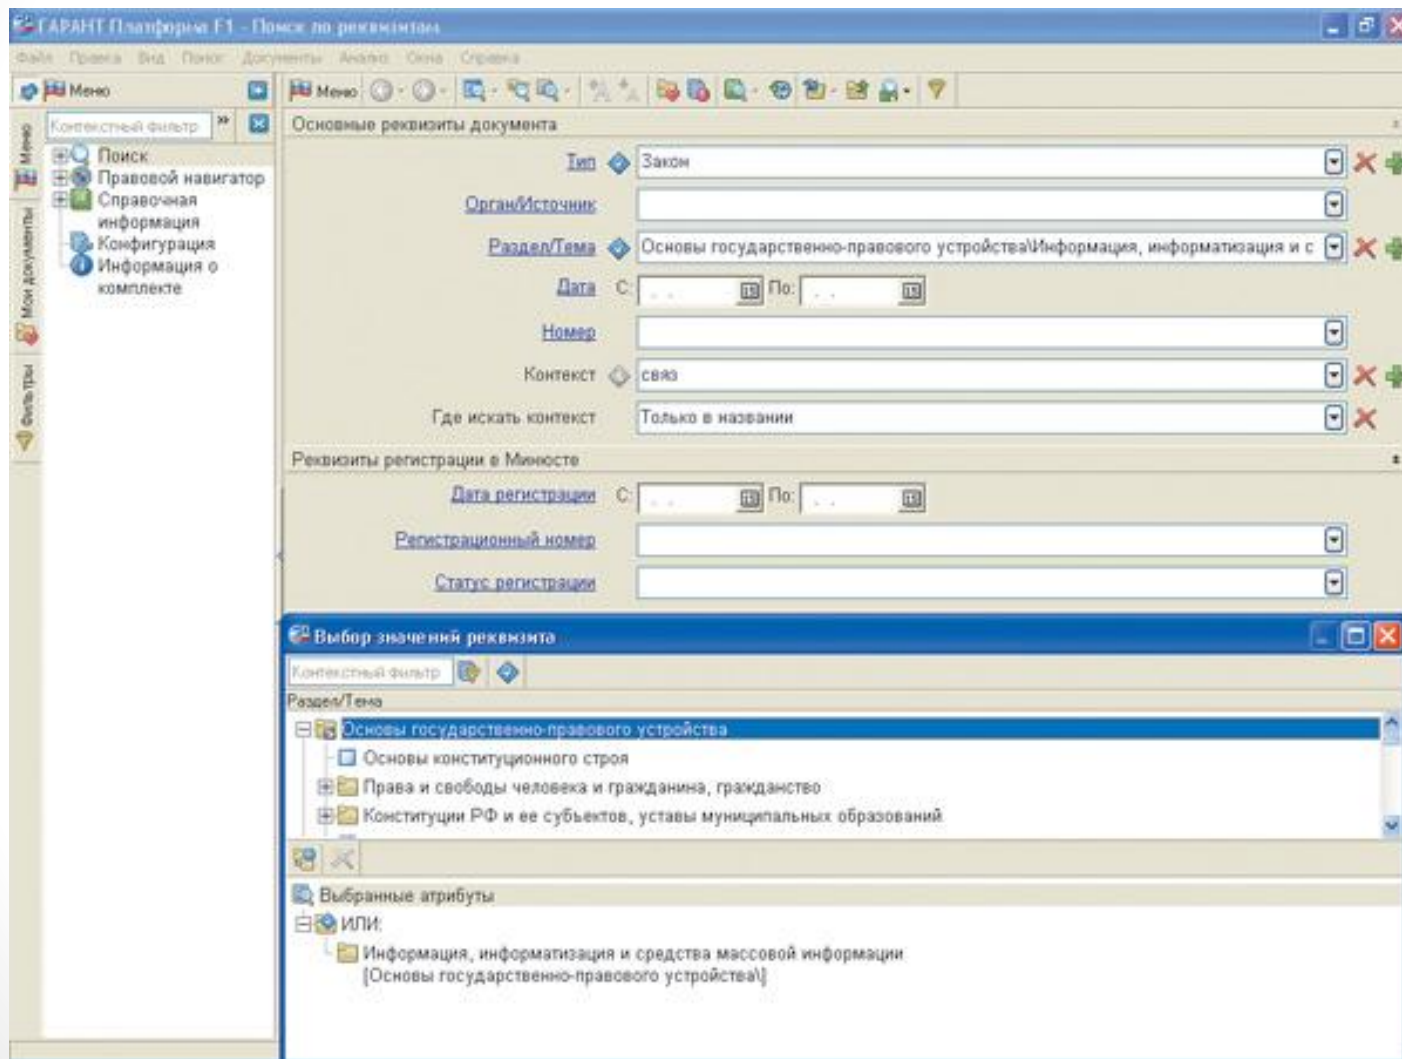 ГАРАНТ Платформа F1 - Поиск по реквизитам
Файл Правка Вид Поиск Документы Анализ Окна Справка
Меню
Меню
Контекстный фильтр
Поиск
Правовой навигатор
Справочная
информация
Конфигурация
Информация о
комплекте
Меню
Мои документы
Фильтры
Основные реквизиты документа
Тип Закон
Орган/Источник
Раздел/Тема Основы государственно-правового устройства\Информация, информатизация и с
Дата С: . . По: . .
Номер
Контекст связ
Где искать контекст Только в названии
Реквизиты регистрации в Минюсте
Дата регистрации С: . . По: . .
Регистрационный номер
Статус регистрации
Выбор значений реквизита
Контекстный фильтр
Раздел/Тема
Основы государственно-правового устройства
Основы конституционного строя
Права и свободы человека и гражданина, гражданство
Конституции РФ и ее субъектов, уставы муниципальных образований
Выбранные атрибуты
ИЛИ:
Информация, информатизация и средства массовой информации
[Основы государственно-правового устройства\]